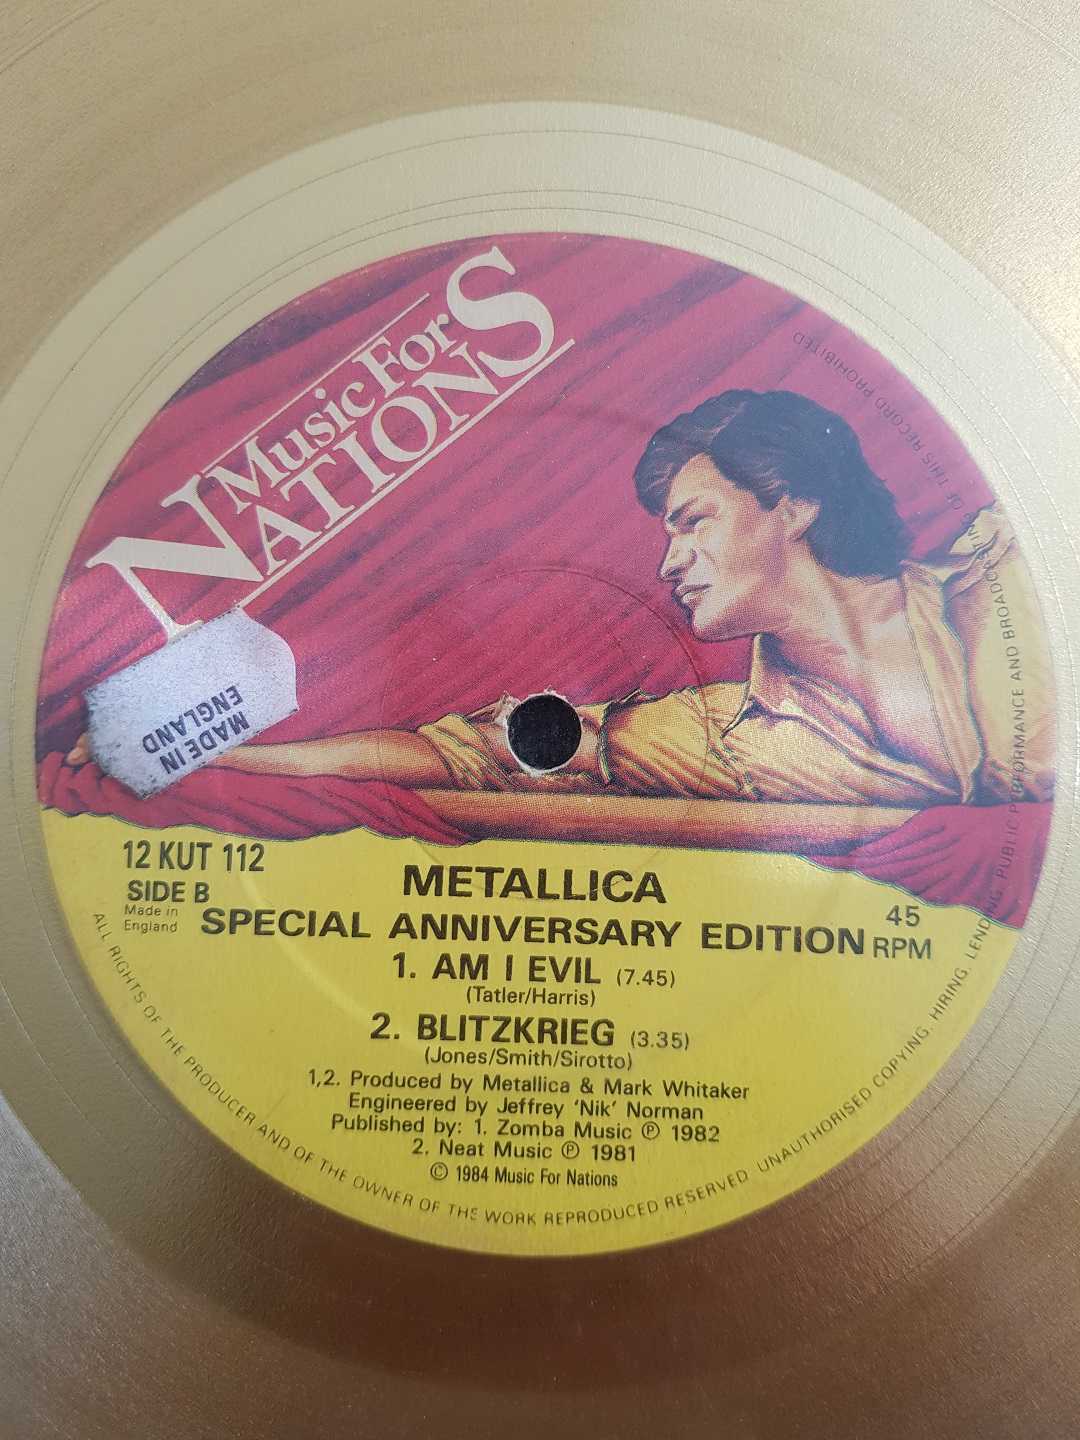 Music For
NATIONS
MADE IN
ENGLAND
12 KUT 112
SIDE B
Made in
England
METALLICA
SPECIAL ANNIVERSARY EDITION
45
RPM
1. AM I EVIL (7.45)
(Tatler/Harris)
2. BLITZKRIEG (3.35)
(Jones/Smith/Sirotto)
1,2. Produced by Metallica & Mark Whitaker
Engineered by Jeffrey 'Nik' Norman
Published by: 1. Zomba Music ℗ 1982
2. Neat Music ℗ 1981
© 1984 Music For Nations
ALL RIGHTS OF THE PRODUCER AND OF THE OWNER OF THE WORK REPRODUCED RESERVED UNAUTHORISED COPYING, HIRING, LENDING, PUBLIC PERFORMANCE AND BROADCASTING OF THIS RECORD PROHIBITED